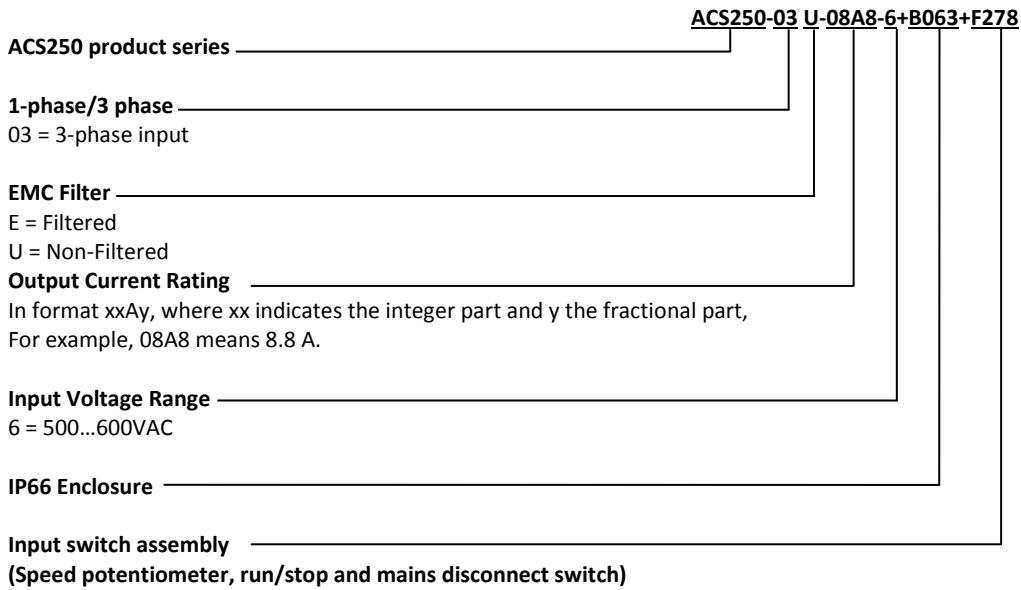 ACS250-03 U-08A8-6+B063+F278
ACS250 product series
1-phase/3 phase
03 = 3-phase input
EMC Filter
E = Filtered
U = Non-Filtered
Output Current Rating
In format xxAy, where xx indicates the integer part and y the fractional part,
For example, 08A8 means 8.8 A.
Input Voltage Range
6 = 500…600VAC
IP66 Enclosure
Input switch assembly
(Speed potentiometer, run/stop and mains disconnect switch)